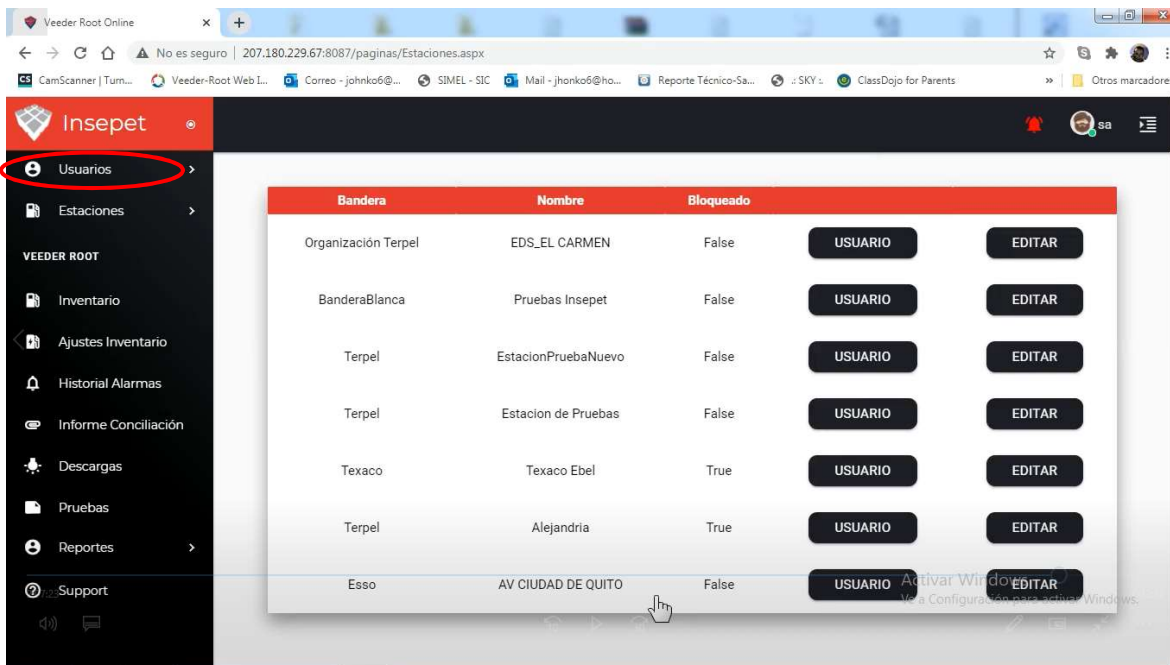 Veeder Root Online
No es seguro | 207.180.229.67:8087/paginas/Estaciones.aspx
CS CamScanner | Turn... Veeder-Root Web I... Correo - johnko6@... SIMEL - SIC Mail - jhonko6@ho... Reporte Técnico-Sa... .: SKY :. ClassDojo for Parents » Otros marcadore
Insepet sa
Usuarios
Estaciones
VEEDER ROOT
Inventario
Ajustes Inventario
Historial Alarmas
Informe Conciliación
Descargas
Pruebas
Reportes
Support
Bandera Nombre Bloqueado
Organización Terpel EDS_EL CARMEN False USUARIO EDITAR
BanderaBlanca Pruebas Insepet False USUARIO EDITAR
Terpel EstacionPruebaNuevo False USUARIO EDITAR
Terpel Estacion de Pruebas False USUARIO EDITAR
Texaco Texaco Ebel True USUARIO EDITAR
Terpel Alejandria True USUARIO EDITAR
Esso AV CIUDAD DE QUITO False USUARIO EDITAR
Activar Windows
Ve a Configuración para activar Windows.